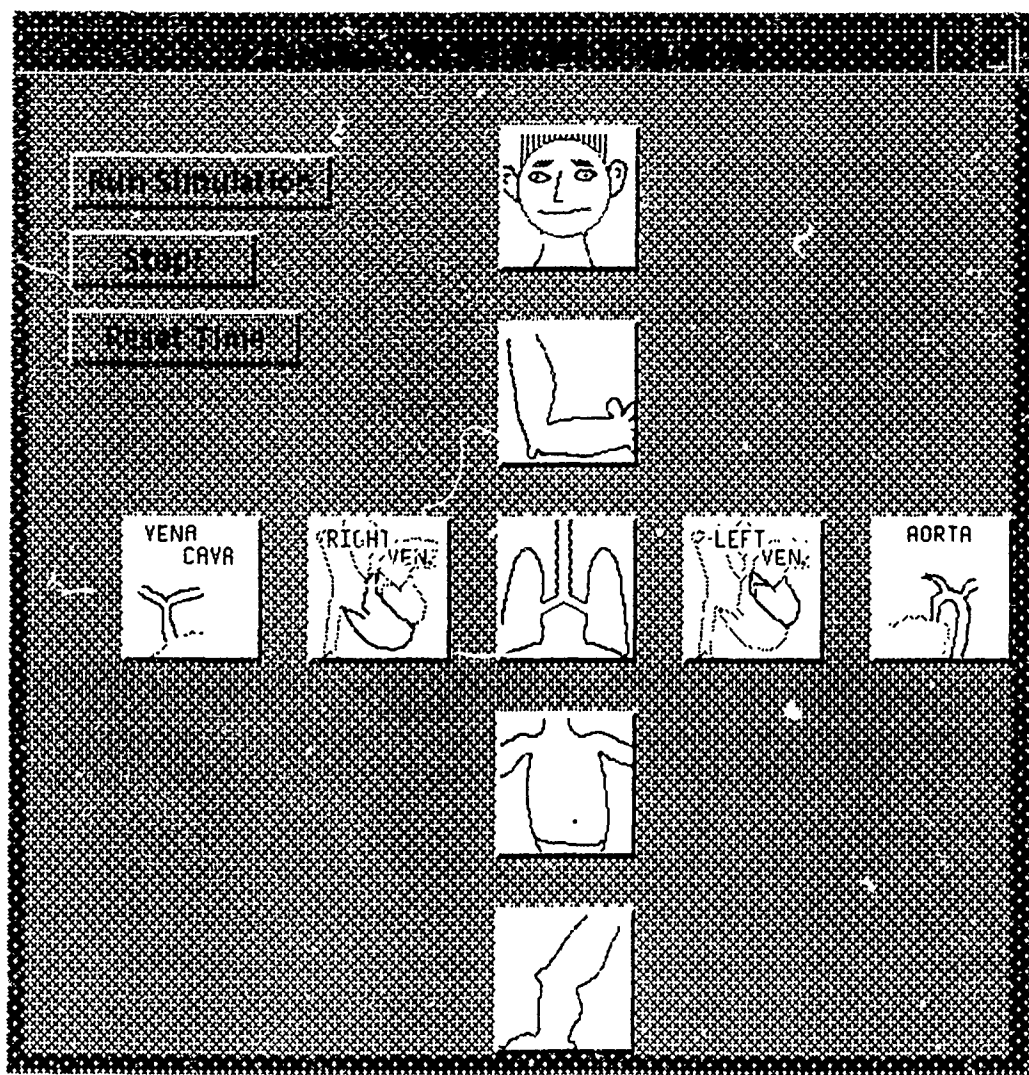 Run Simulation
Stop!
Reset Time
VENA
CAVA
RIGHT
VEN.
LEFT
VEN.
AORTA